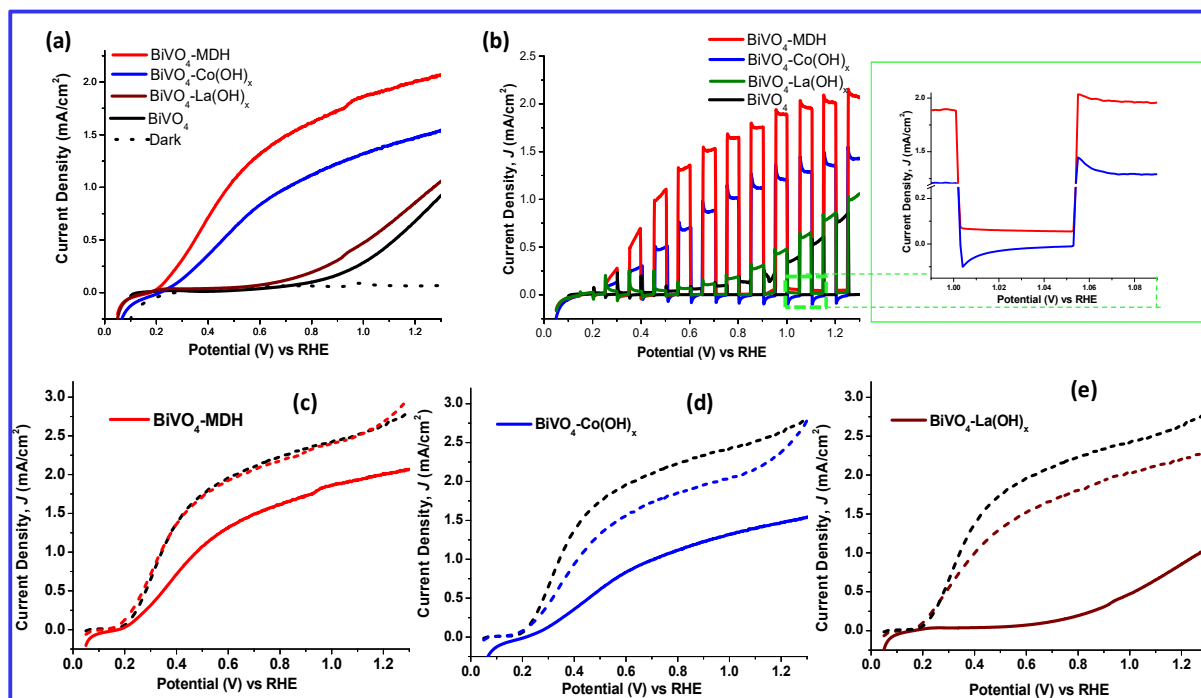 (a)
BiVO4-MDH
BiVO4-Co(OH)x
BiVO4-La(OH)x
BiVO4
Dark
Current Density (mA/cm²)
2.0
1.5
1.0
0.5
0.0
0.0 0.2 0.4 0.6 0.8 1.0 1.2
Potential (V) vs RHE
(b)
BiVO4-MDH
BiVO4-Co(OH)x
BiVO4-La(OH)x
BiVO4
Current Density, J (mA/cm²)
2.5
2.0
1.5
1.0
0.5
0.0
0.0 0.2 0.4 0.6 0.8 1.0 1.2
Potential (V) vs RHE
Current Density, J (mA/cm²)
2.0
1.5
0.2
0.0
1.00 1.02 1.04 1.06 1.08
Potential (V) vs RHE
(c)
BiVO4-MDH
Current Density, J (mA/cm²)
3.0
2.5
2.0
1.5
1.0
0.5
0.0
0.0 0.2 0.4 0.6 0.8 1.0 1.2
Potential (V) vs RHE
(d)
BiVO4-Co(OH)x
Current Density, J (mA/cm²)
3.0
2.5
2.0
1.5
1.0
0.5
0.0
0.0 0.2 0.4 0.6 0.8 1.0 1.2
Potential (V) vs RHE
(e)
BiVO4-La(OH)x
Current Density, J (mA/cm²)
3.0
2.5
2.0
1.5
1.0
0.5
0.0
0.0 0.2 0.4 0.6 0.8 1.0 1.2
Potential (V) vs RHE